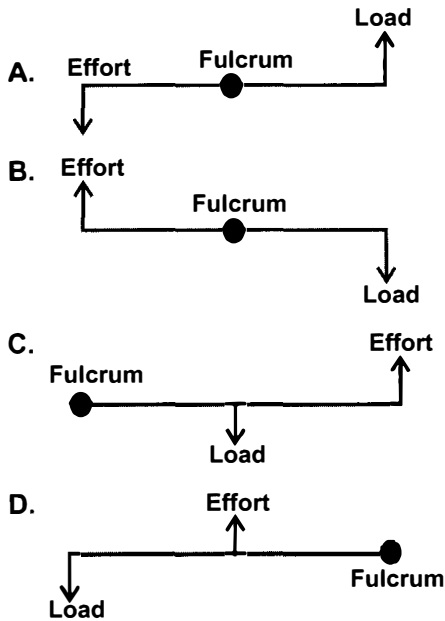 Load
A. Effort Fulcrum
B. Effort
Fulcrum
Load
C. Effort
Fulcrum
Load
D. Effort
Fulcrum
Load